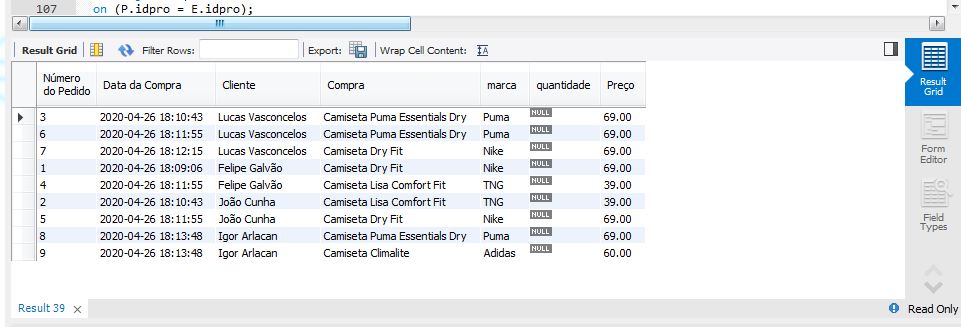 107 on (P.idpro = E.idpro);
Result Grid Filter Rows: Export: Wrap Cell Content: IA
Número do Pedido Data da Compra Cliente Compra marca quantidade Preço
3 2020-04-26 18:10:43 Lucas Vasconcelos Camiseta Puma Essentials Dry Puma NULL 69.00
6 2020-04-26 18:11:55 Lucas Vasconcelos Camiseta Puma Essentials Dry Puma NULL 69.00
7 2020-04-26 18:12:15 Lucas Vasconcelos Camiseta Dry Fit Nike NULL 69.00
1 2020-04-26 18:09:06 Felipe Galvão Camiseta Dry Fit Nike NULL 69.00
4 2020-04-26 18:11:55 Felipe Galvão Camiseta Lisa Comfort Fit TNG NULL 39.00
2 2020-04-26 18:10:43 João Cunha Camiseta Lisa Comfort Fit TNG NULL 39.00
5 2020-04-26 18:11:55 João Cunha Camiseta Dry Fit Nike NULL 69.00
8 2020-04-26 18:13:48 Igor Arlacan Camiseta Puma Essentials Dry Puma NULL 69.00
9 2020-04-26 18:13:48 Igor Arlacan Camiseta Climalite Adidas NULL 60.00
Result
Grid
Form
Editor
Field
Types
Result 39
Read Only